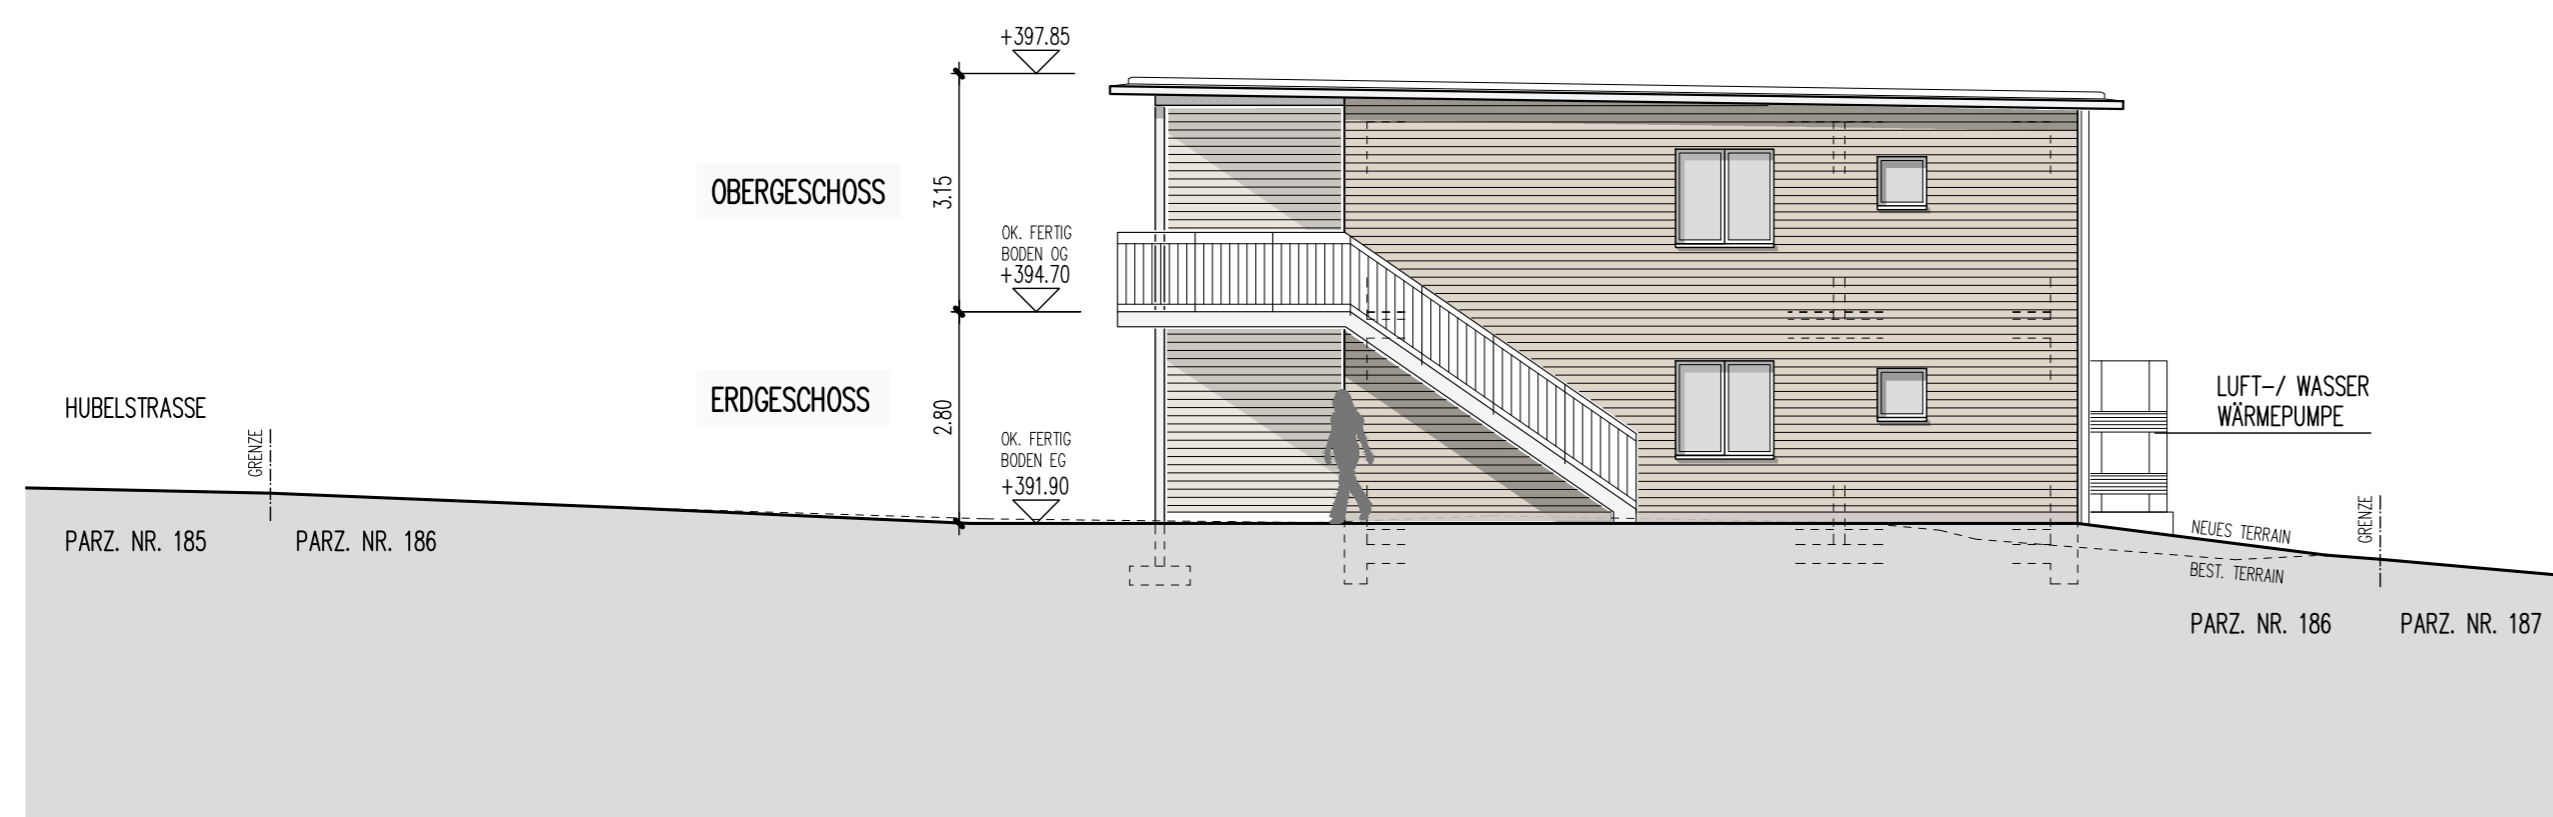 +397.85
OBERGESCHOSS
3.15
OK. FERTIG
BODEN OG
+394.70
ERDGESCHOSS
2.80
OK. FERTIG
BODEN EG
+391.90
HUBELSTRASSE
GRENZE
PARZ. NR. 185
PARZ. NR. 186
LUFT-/ WASSER
WÄRMEPUMPE
GRENZE
NEUES TERRAIN
BEST. TERRAIN
PARZ. NR. 186
PARZ. NR. 187